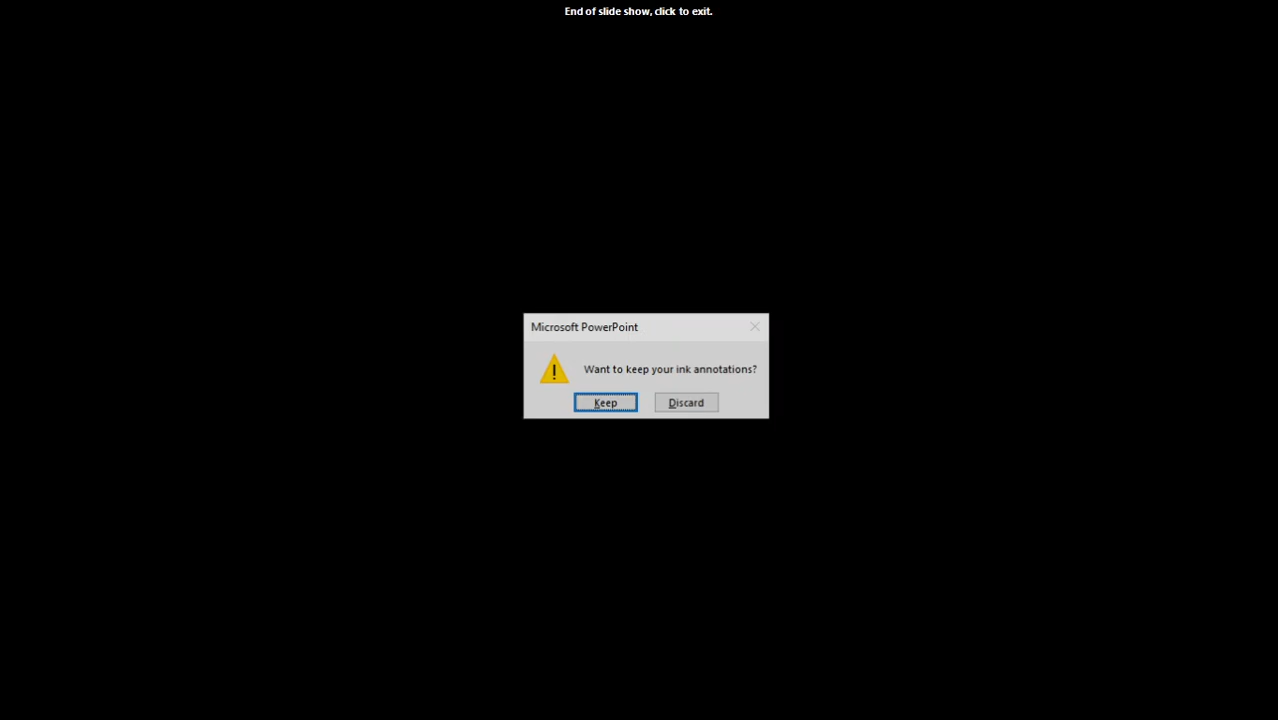 End of slide show, click to exit.
Microsoft PowerPoint
Want to keep your ink annotations?
Keep Discard